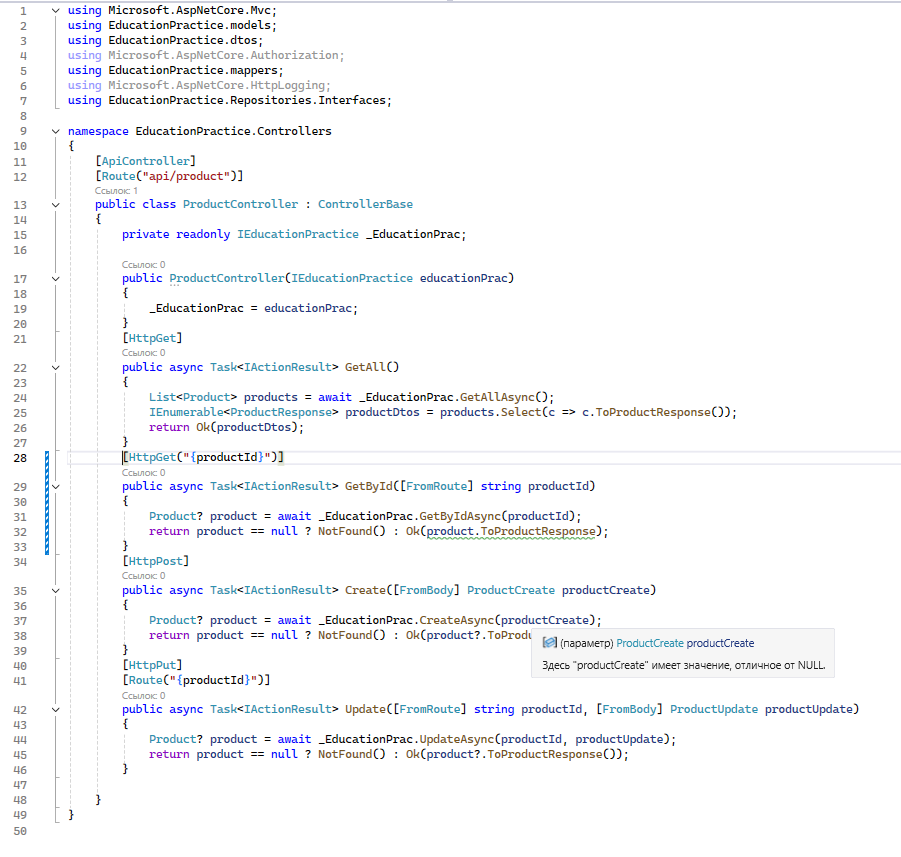 1 using Microsoft.AspNetCore.Mvc;
2 using EducationPractice.models;
3 using EducationPractice.dtos;
4 using Microsoft.AspNetCore.Authorization;
5 using EducationPractice.mappers;
6 using Microsoft.AspNetCore.HttpLogging;
7 using EducationPractice.Repositories.Interfaces;
8
9 namespace EducationPractice.Controllers
10 {
11 [ApiController]
12 [Route("api/product")]
Ссылок: 1
13 public class ProductController : ControllerBase
14 {
15 private readonly IEducationPractice _EducationPrac;
16
Ссылок: 0
17 public ProductController(IEducationPractice educationPrac)
18 {
19 _EducationPrac = educationPrac;
20 }
21 [HttpGet]
Ссылок: 0
22 public async Task<IActionResult> GetAll()
23 {
24 List<Product> products = await _EducationPrac.GetAllAsync();
25 IEnumerable<ProductResponse> productDtos = products.Select(c => c.ToProductResponse());
26 return Ok(productDtos);
27 }
28 [HttpGet("{productId}")]
Ссылок: 0
29 public async Task<IActionResult> GetById([FromRoute] string productId)
30 {
31 Product? product = await _EducationPrac.GetByIdAsync(productId);
32 return product == null ? NotFound() : Ok(product.ToProductResponse);
33 }
34 [HttpPost]
Ссылок: 0
35 public async Task<IActionResult> Create([FromBody] ProductCreate productCreate)
36 {
37 Product? product = await _EducationPrac.CreateAsync(productCreate);
38 return product == null ? NotFound() : Ok(product?.ToProdu
(параметр) ProductCreate productCreate
Здесь "productCreate" имеет значение, отличное от NULL.
39 }
40 [HttpPut]
41 [Route("{productId}")]
Ссылок: 0
42 public async Task<IActionResult> Update([FromRoute] string productId, [FromBody] ProductUpdate productUpdate)
43 {
44 Product? product = await _EducationPrac.UpdateAsync(productId, productUpdate);
45 return product == null ? NotFound() : Ok(product?.ToProductResponse());
46 }
47
48 }
49 }
50